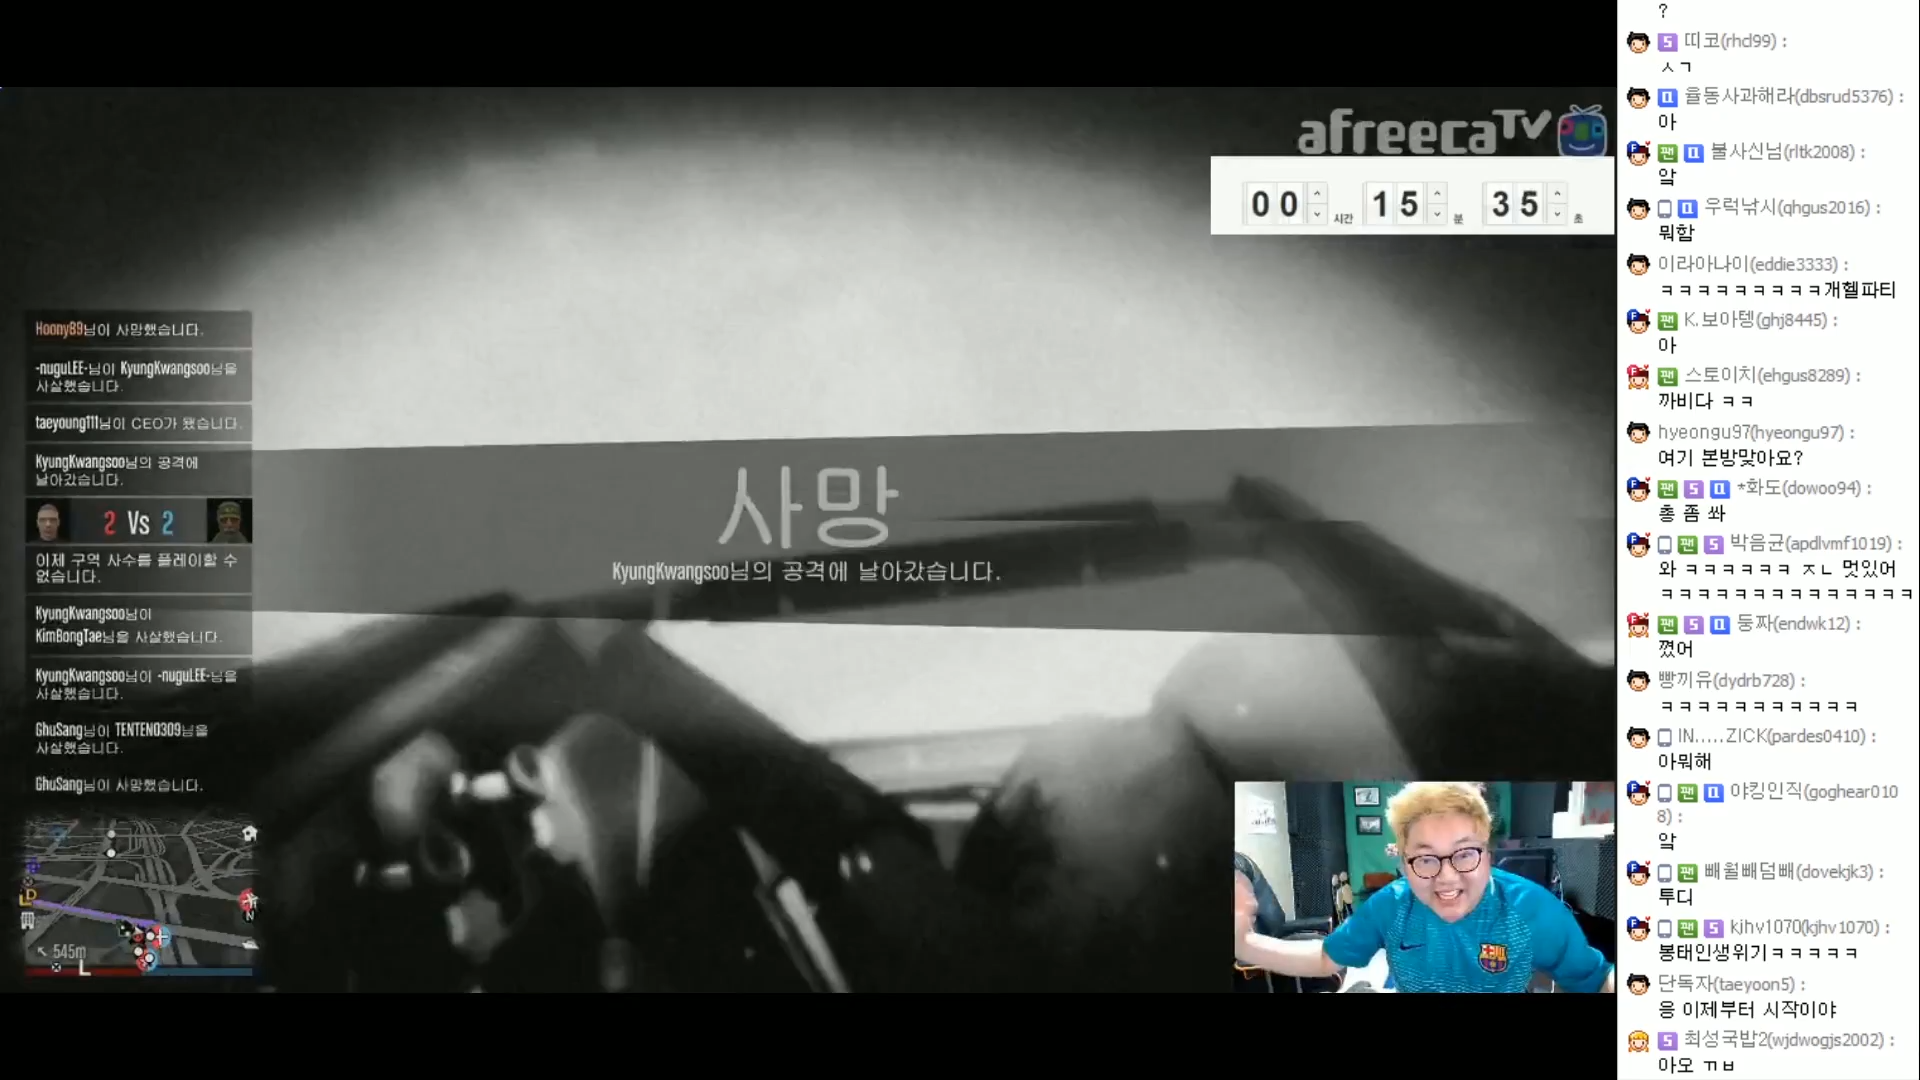 afreecaTV
00 시간 15 분 35 초
Hoony89님이 사망했습니다.
-nuguLEE-님이 KyungKwangsoo님을
사살했습니다.
taeyoung111님이 CEO가 됐습니다.
KyungKwangsoo님의 공격에
날아갔습니다.
2 Vs 2
이제 구역 사수를 플레이할 수
없습니다.
KyungKwangsoo님이
KimBongTae님을 사살했습니다.
KyungKwangsoo님이 -nuguLEE-님을
사살했습니다.
GhuSang님이 TENTEN0309님을
사살했습니다.
GhuSang님이 사망했습니다.
545m
L
N
사망
KyungKwangsoo님의 공격에 날아갔습니다.
?
S 띠코(rhd99) :
ㅅㄱ
율동사과해라(dbsrud5376) :
아
팬 불사신넘(rltk2008) :
앜
우럭낚시(qhgus2016) :
뭐함
이라아나이(eddie3333) :
ㅋㅋㅋㅋㅋㅋㅋㅋㅋ개헬파티
팬 K.보아텡(ghj8445) :
아
팬 스토이치(ehgus8289) :
까비다 ㅋㅋ
hyeongu97(hyeongu97) :
여기 본방맞아요?
팬 S *화도(dowoo94) :
총 좀 쏴
팬 S 박음균(apdlvmf1019) :
와 ㅋㅋㅋㅋㅋㅋ ㅈㄴ 멋있어
ㅋㅋㅋㅋㅋㅋㅋㅋㅋㅋㅋㅋㅋㅋ
팬 S 둥짜(endwk12) :
꼈어
빵끼유(dydrb728) :
ㅋㅋㅋㅋㅋㅋㅋㅋㅋㅋㅋ
IN.....ZICK(pardes0410) :
아뭐해
팬 야킹인직(goghear010
8) :
앜
팬 빼월빼덤빼(dovekjk3) :
투디
팬 S kjhv1070(kjhv1070) :
봉태인생위기ㅋㅋㅋㅋㅋ
단독자(taeyoon5) :
응 이제부터 시작이야
S 최성국밥2(wjdwogjs2002) :
아오 ㄲㅂ